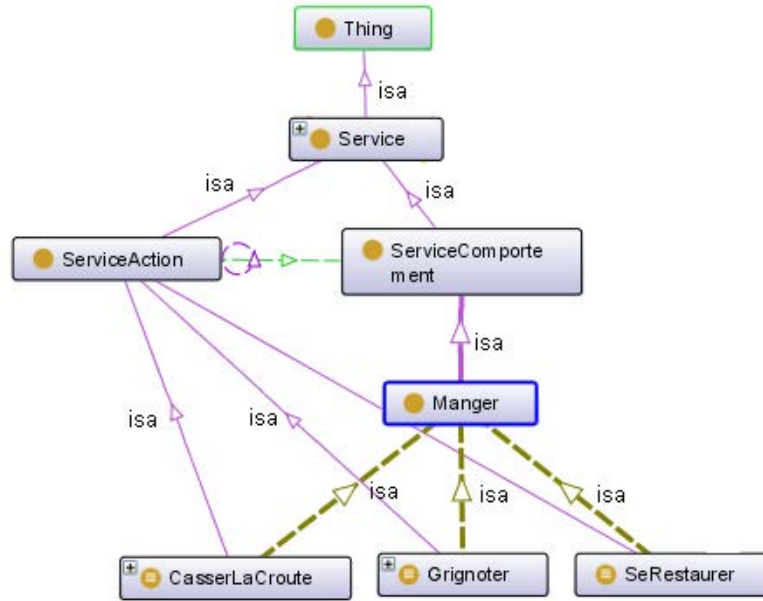 Thing
isa
Service
isa
isa
ServiceAction
ServiceComporte
ment
isa
Manger
isa
isa
isa
isa
isa
CasserLaCroute
Grignoter
SeRestaurer